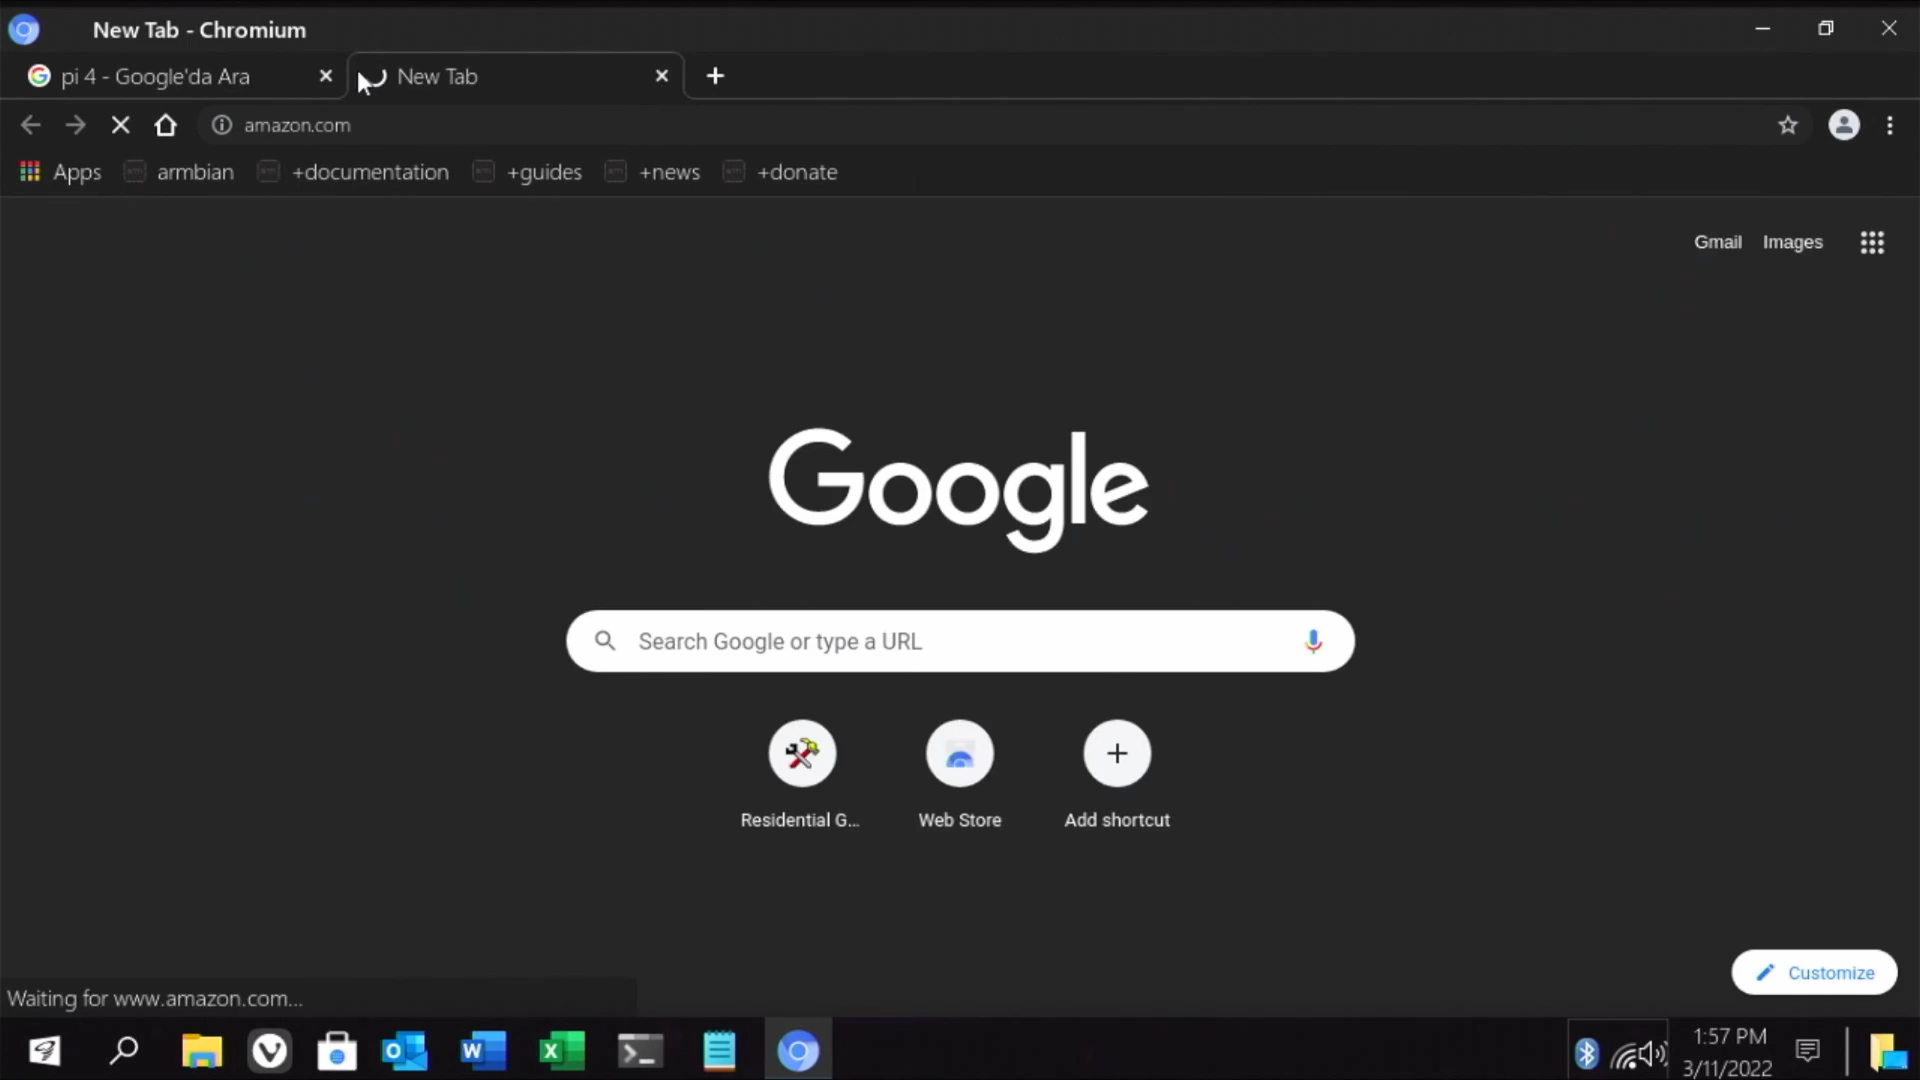 New Tab - Chromium
pi 4 - Google'da Ara
New Tab
amazon.com
Apps armbian +documentation +guides +news +donate
Gmail Images
Google
Search Google or type a URL
Residential G... Web Store Add shortcut
Customize
Waiting for www.amazon.com...
1:57 PM
3/11/2022